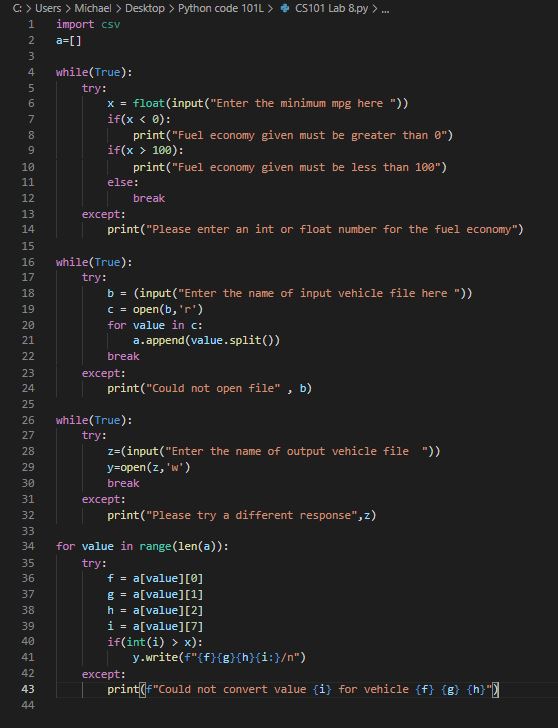 C: > Users > Michael > Desktop > Python code 101L > CS101 Lab 8.py > ...
1 import csv
2 a=[]
3
4 while(True):
5     try:
6         x = float(input("Enter the minimum mpg here "))
7         if(x < 0):
8             print("Fuel economy given must be greater than 0")
9         if(x > 100):
10             print("Fuel economy given must be less than 100")
11         else:
12             break
13     except:
14         print("Please enter an int or float number for the fuel economy")
15
16 while(True):
17     try:
18         b = (input("Enter the name of input vehicle file here "))
19         c = open(b,'r')
20         for value in c:
21             a.append(value.split())
22         break
23     except:
24         print("Could not open file" , b)
25
26 while(True):
27     try:
28         z=(input("Enter the name of output vehicle file  "))
29         y=open(z,'w')
30         break
31     except:
32         print("Please try a different response",z)
33
34 for value in range(len(a)):
35     try:
36         f = a[value][0]
37         g = a[value][1]
38         h = a[value][2]
39         i = a[value][7]
40         if(int(i) > x):
41             y.write(f"{f}{g}{h}{i:}/n")
42     except:
43         print(f"Could not convert value {i} for vehicle {f} {g} {h}")
44